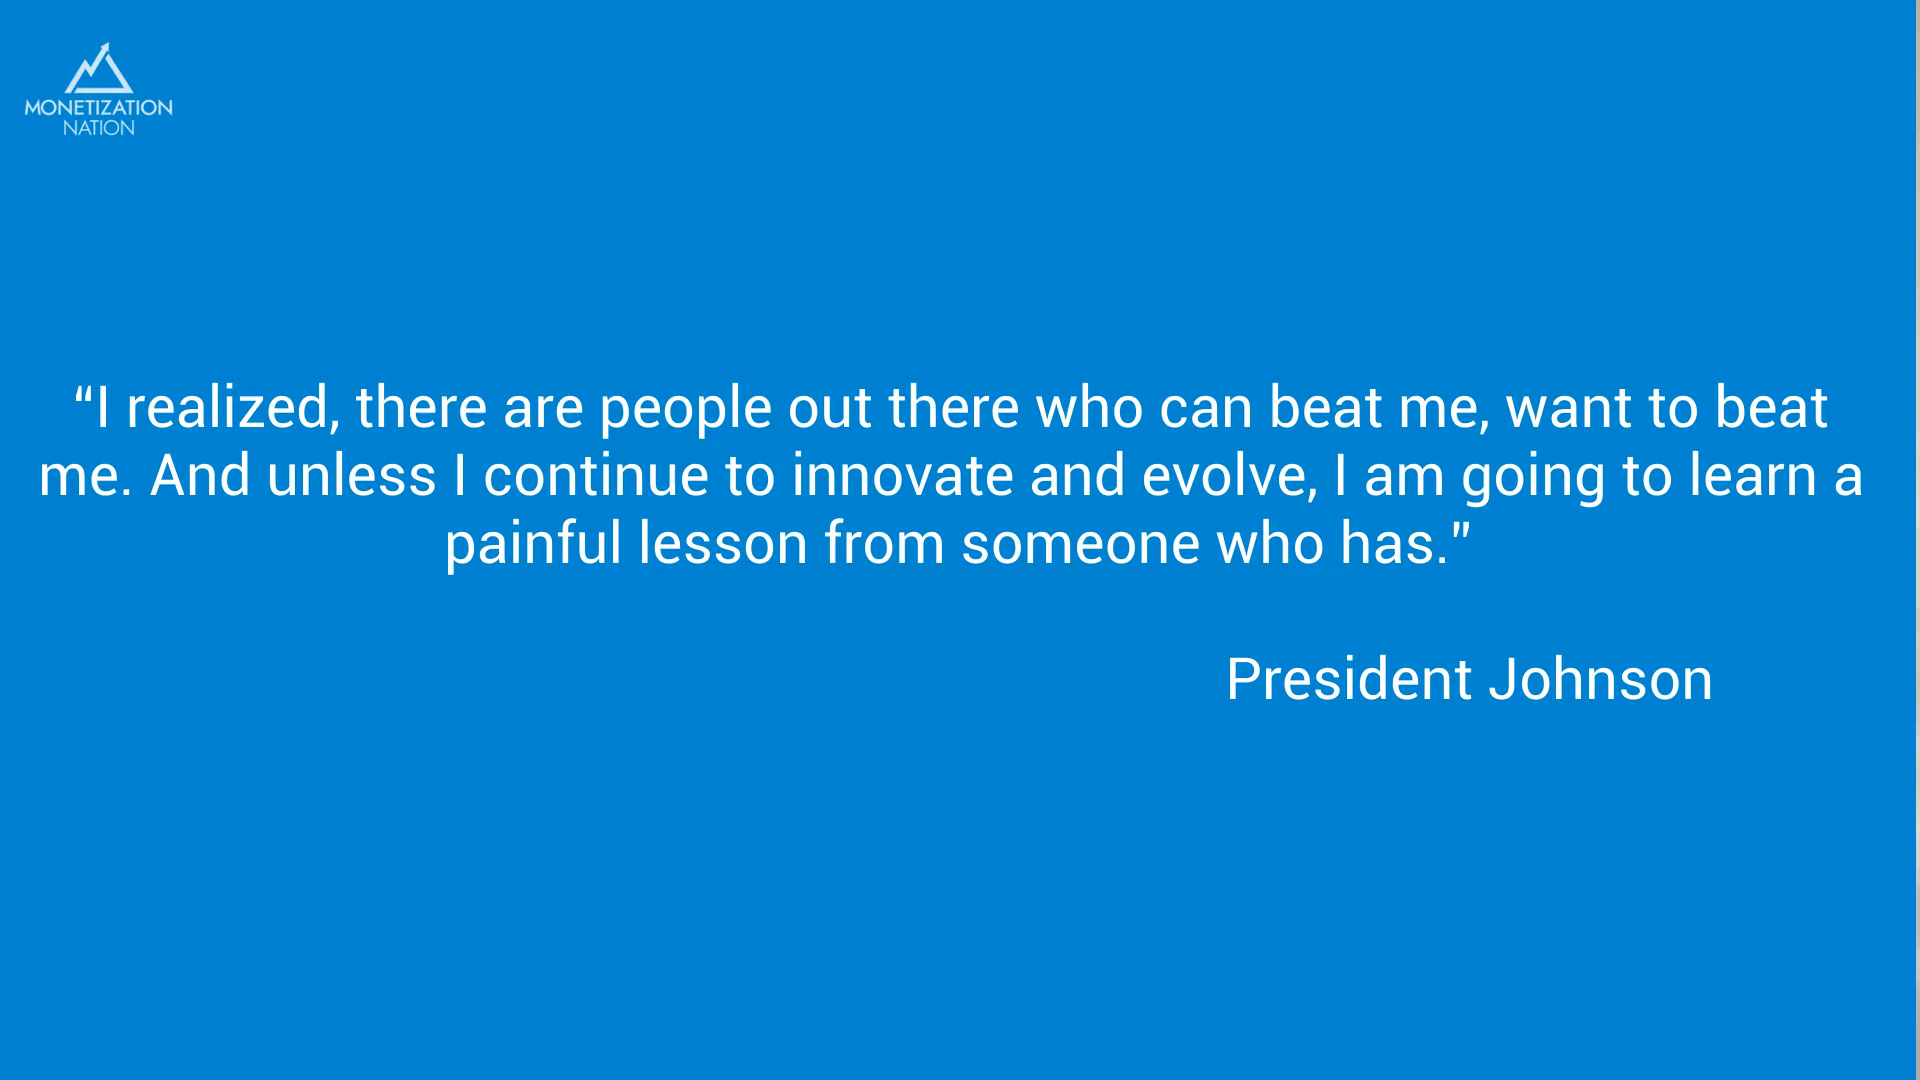 MONETIZATION
NATION
“I realized, there are people out there who can beat me, want to beat
me. And unless I continue to innovate and evolve, I am going to learn a
painful lesson from someone who has.”
President Johnson